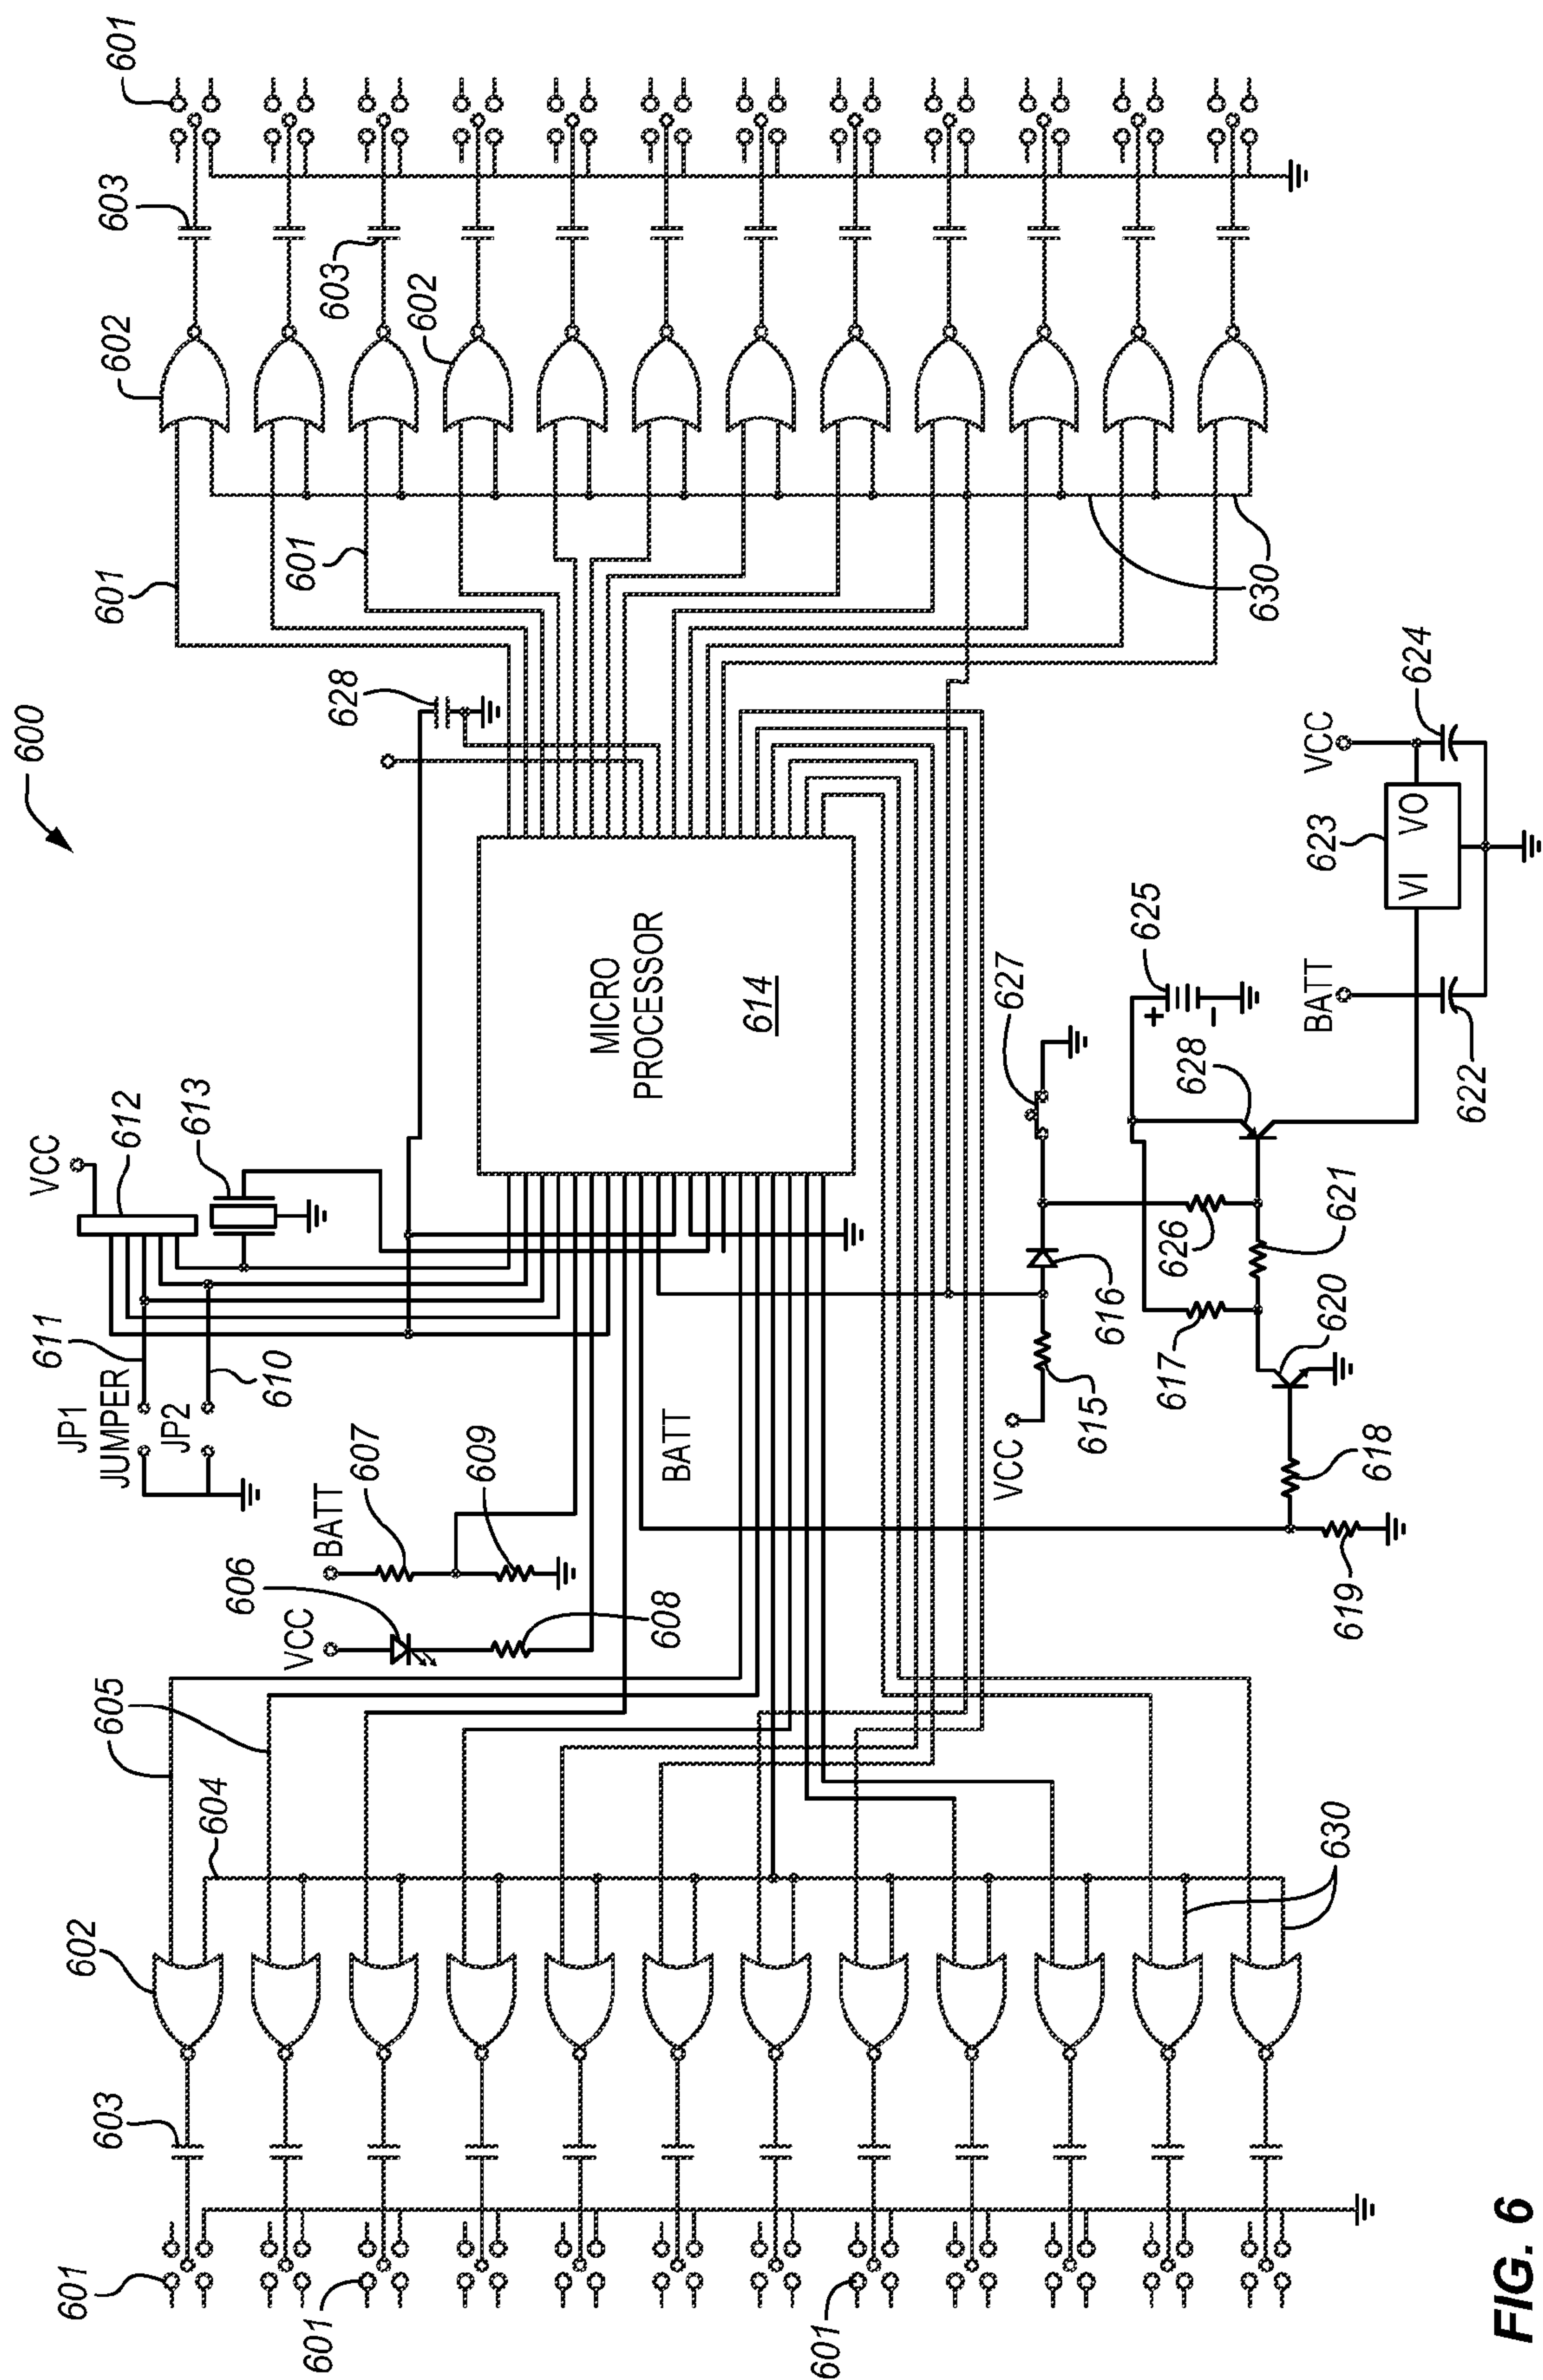 600
601
603
602
603
602
601
601
630
628
MICRO
PROCESSOR
614
VCC
612
613
611
JP1
JUMPER
JP2
610
BATT
607
609
606
VCC
608
BATT
605
604
602
603
601
601
601
630
627
616
VCC
615
625
+
−
628
626
621
617
620
618
619
BATT
622
VCC
623
VI
VO
624
FIG. 6